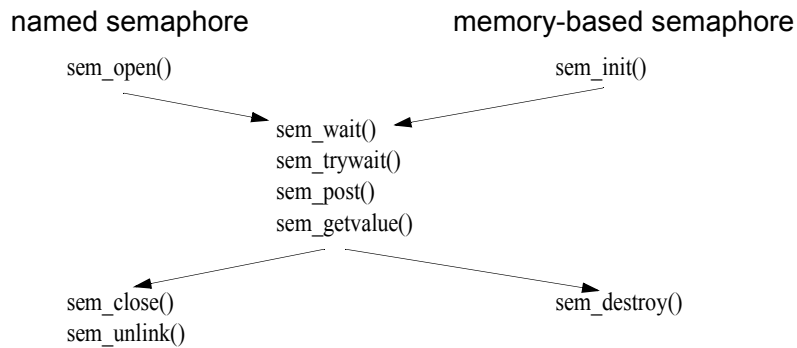 named semaphore
memory-based semaphore
sem_open()
sem_init()
sem_wait()
sem_trywait()
sem_post()
sem_getvalue()
sem_close()
sem_destroy()
sem_unlink()